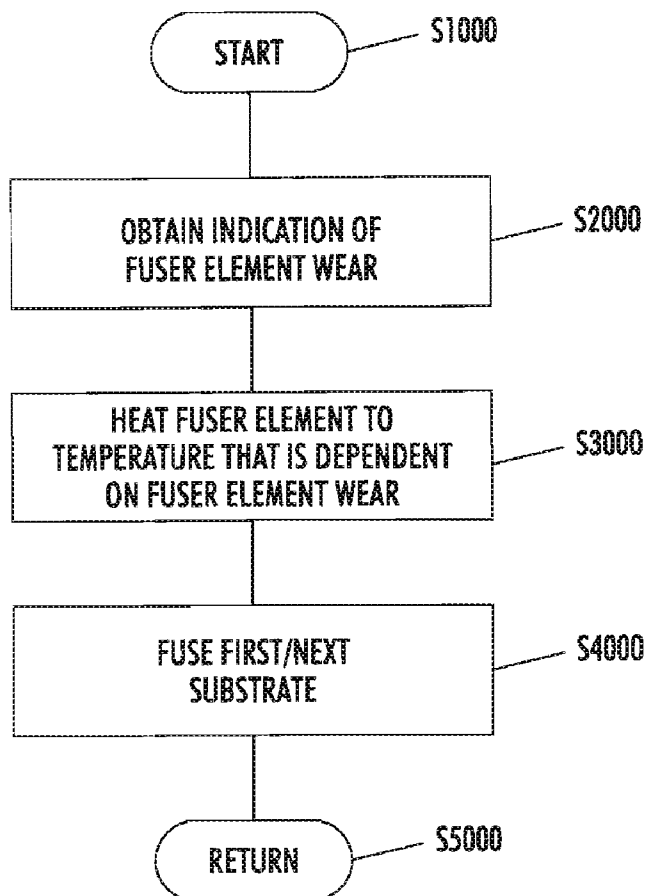 START
S1000
OBTAIN INDICATION OF
FUSER ELEMENT WEAR
S2000
HEAT FUSER ELEMENT TO
TEMPERATURE THAT IS DEPENDENT
ON FUSER ELEMENT WEAR
S3000
FUSE FIRST/NEXT
SUBSTRATE
S4000
RETURN
S5000